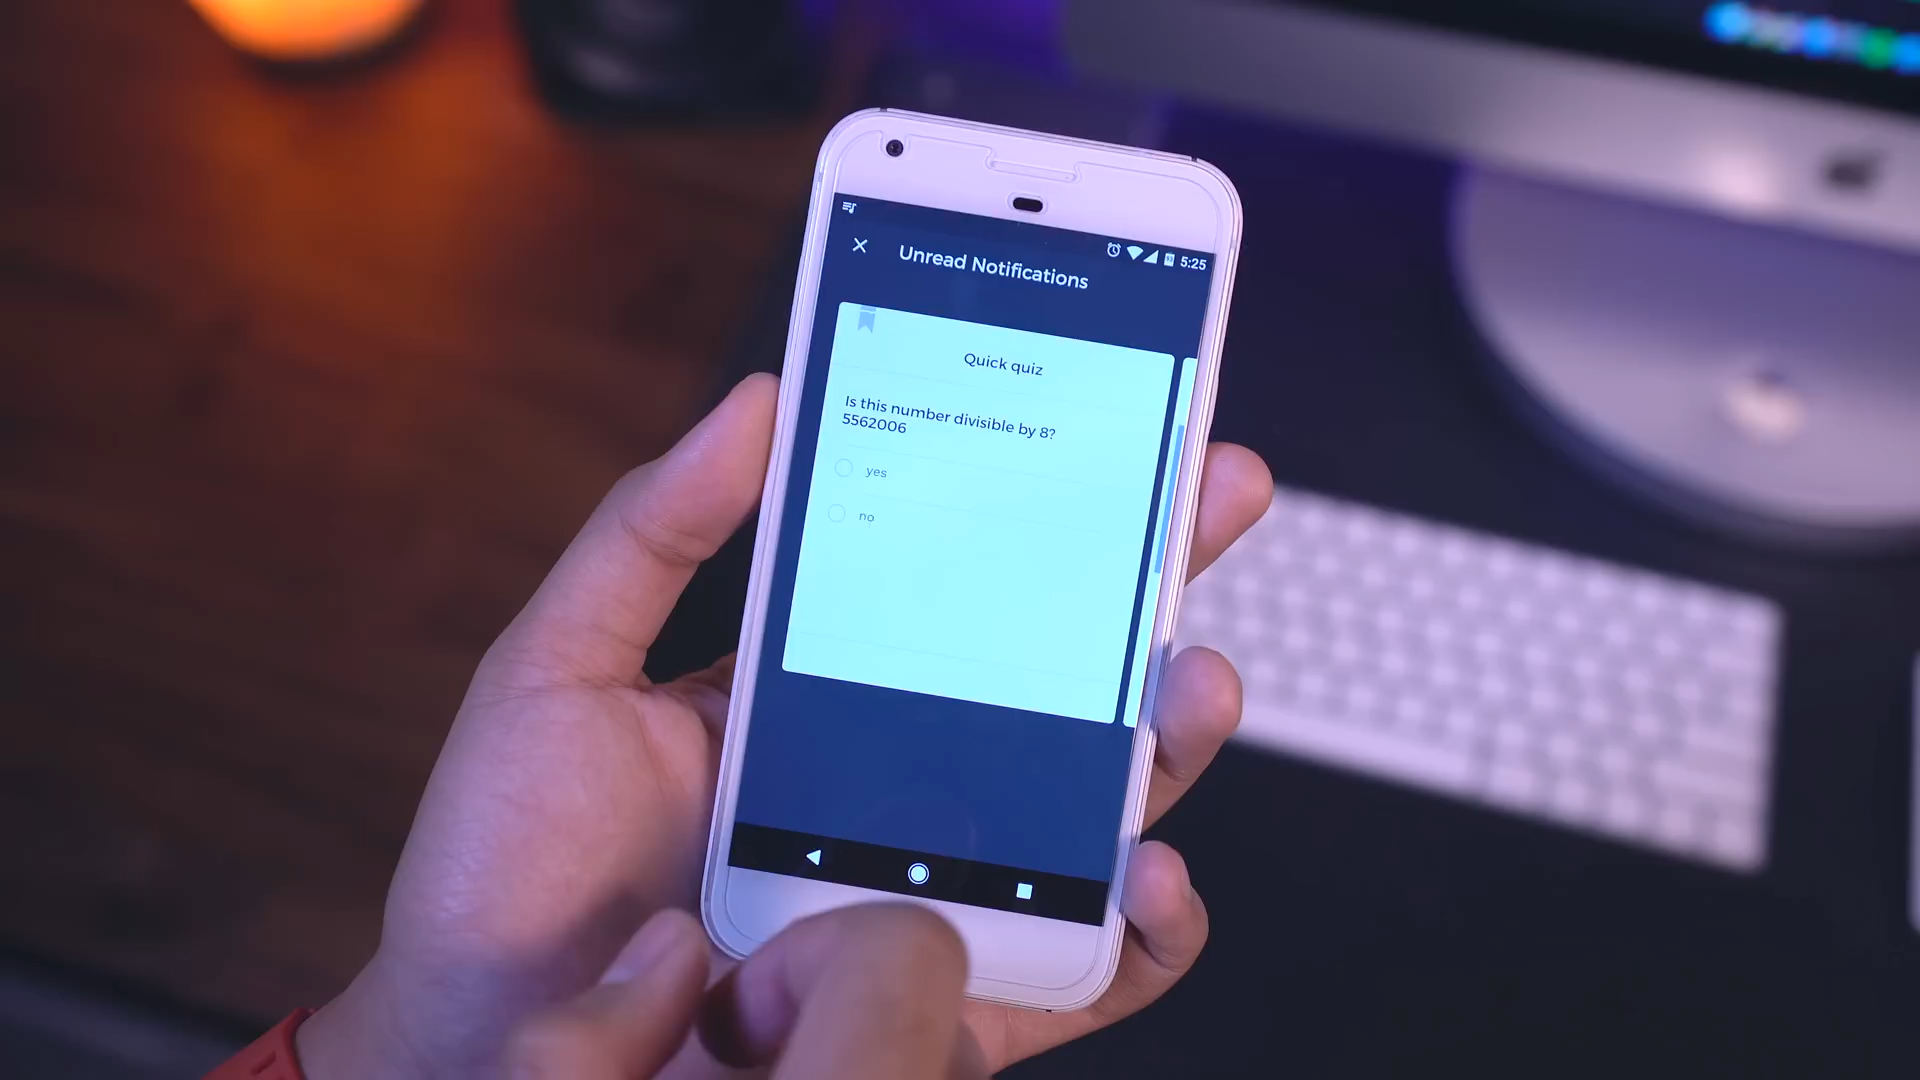 5:25
Unread Notifications
Quick quiz
Is this number divisible by 8?
5562006
yes
no